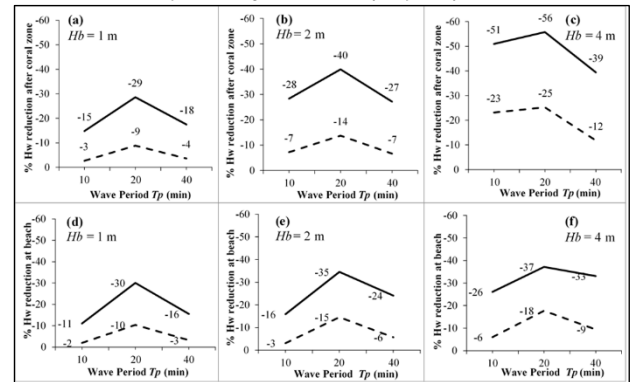 (a)
Hb = 1 m
% Hw reduction after coral zone
-60
-50
-40
-30
-20
-10
0
-15
-29
-18
-3
-9
-4
10 20 40
Wave Period Tp (min)
(b)
Hb = 2 m
% Hw reduction after coral zone
-60
-50
-40
-30
-20
-10
0
-28
-40
-27
-7
-14
-7
10 20 40
Wave Period Tp (min)
(c)
Hb = 4 m
% Hw reduction after coral zone
-60
-50
-40
-30
-20
-10
0
-51
-56
-39
-23
-25
-12
10 20 40
Wave Period Tp (min)
(d)
Hb = 1 m
% Hw reduction at beach
-60
-50
-40
-30
-20
-10
0
-11
-30
-16
-2
-10
-3
10 20 40
Wave Period Tp (min)
(e)
Hb = 2 m
% Hw reduction at beach
-60
-50
-40
-30
-20
-10
0
-16
-35
-24
-3
-15
-6
10 20 40
Wave Period Tp (min)
(f)
Hb = 4 m
% Hw reduction at beach
-60
-50
-40
-30
-20
-10
0
-26
-37
-33
-6
-18
-9
10 20 40
Wave Period Tp (min)